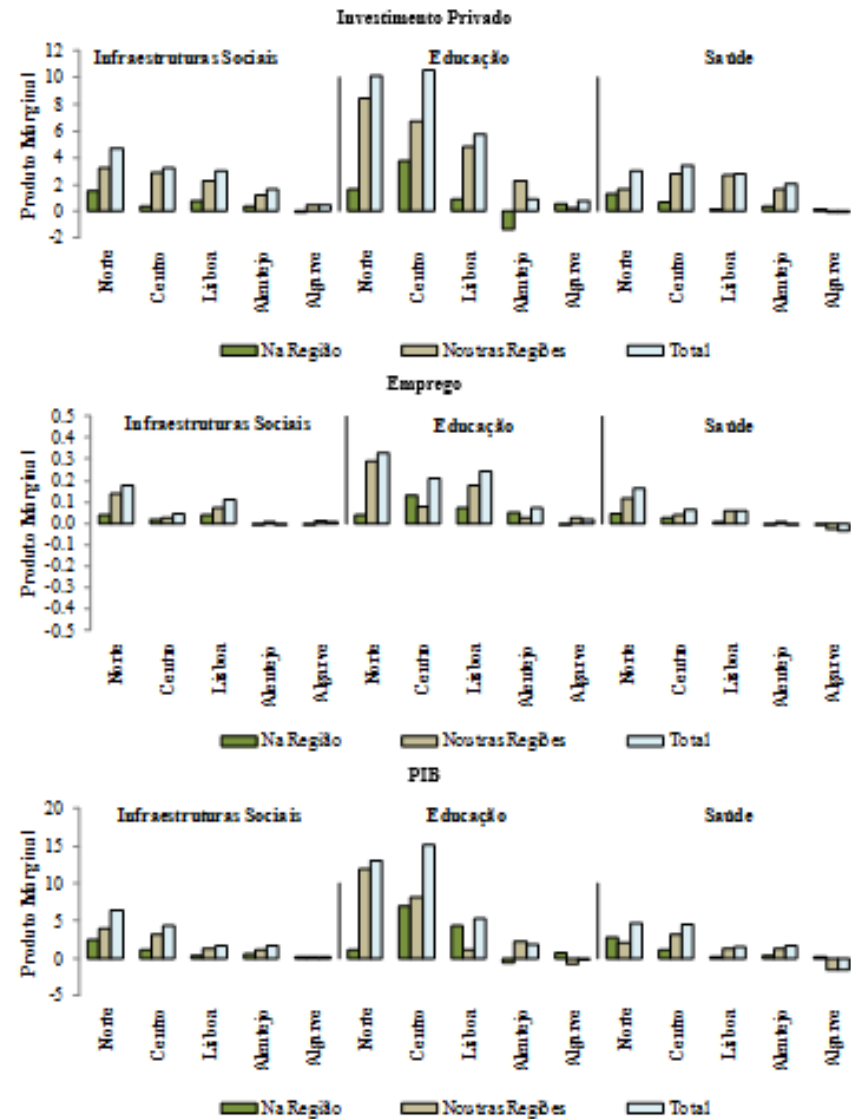 Investimento Privado
Infraestruturas Sociais Educação Saúde
Produto Marginal
12
10
8
6
4
2
0
-2
Norte Centro Lisboa Alentejo Algarve Norte Centro Lisboa Alentejo Algarve Norte Centro Lisboa Alentejo Algarve
Na Região Noutras Regiões Total
Emprego
Infraestruturas Sociais Educação Saúde
Produto Marginal
0.5
0.4
0.3
0.2
0.1
0.0
-0.1
-0.2
-0.3
-0.4
-0.5
Norte Centro Lisboa Alentejo Algarve Norte Centro Lisboa Alentejo Algarve Norte Centro Lisboa Alentejo Algarve
Na Região Noutras Regiões Total
PIB
Infraestruturas Sociais Educação Saúde
Produto Marginal
20
15
10
5
0
-5
Norte Centro Lisboa Alentejo Algarve Norte Centro Lisboa Alentejo Algarve Norte Centro Lisboa Alentejo Algarve
Na Região Noutras Regiões Total